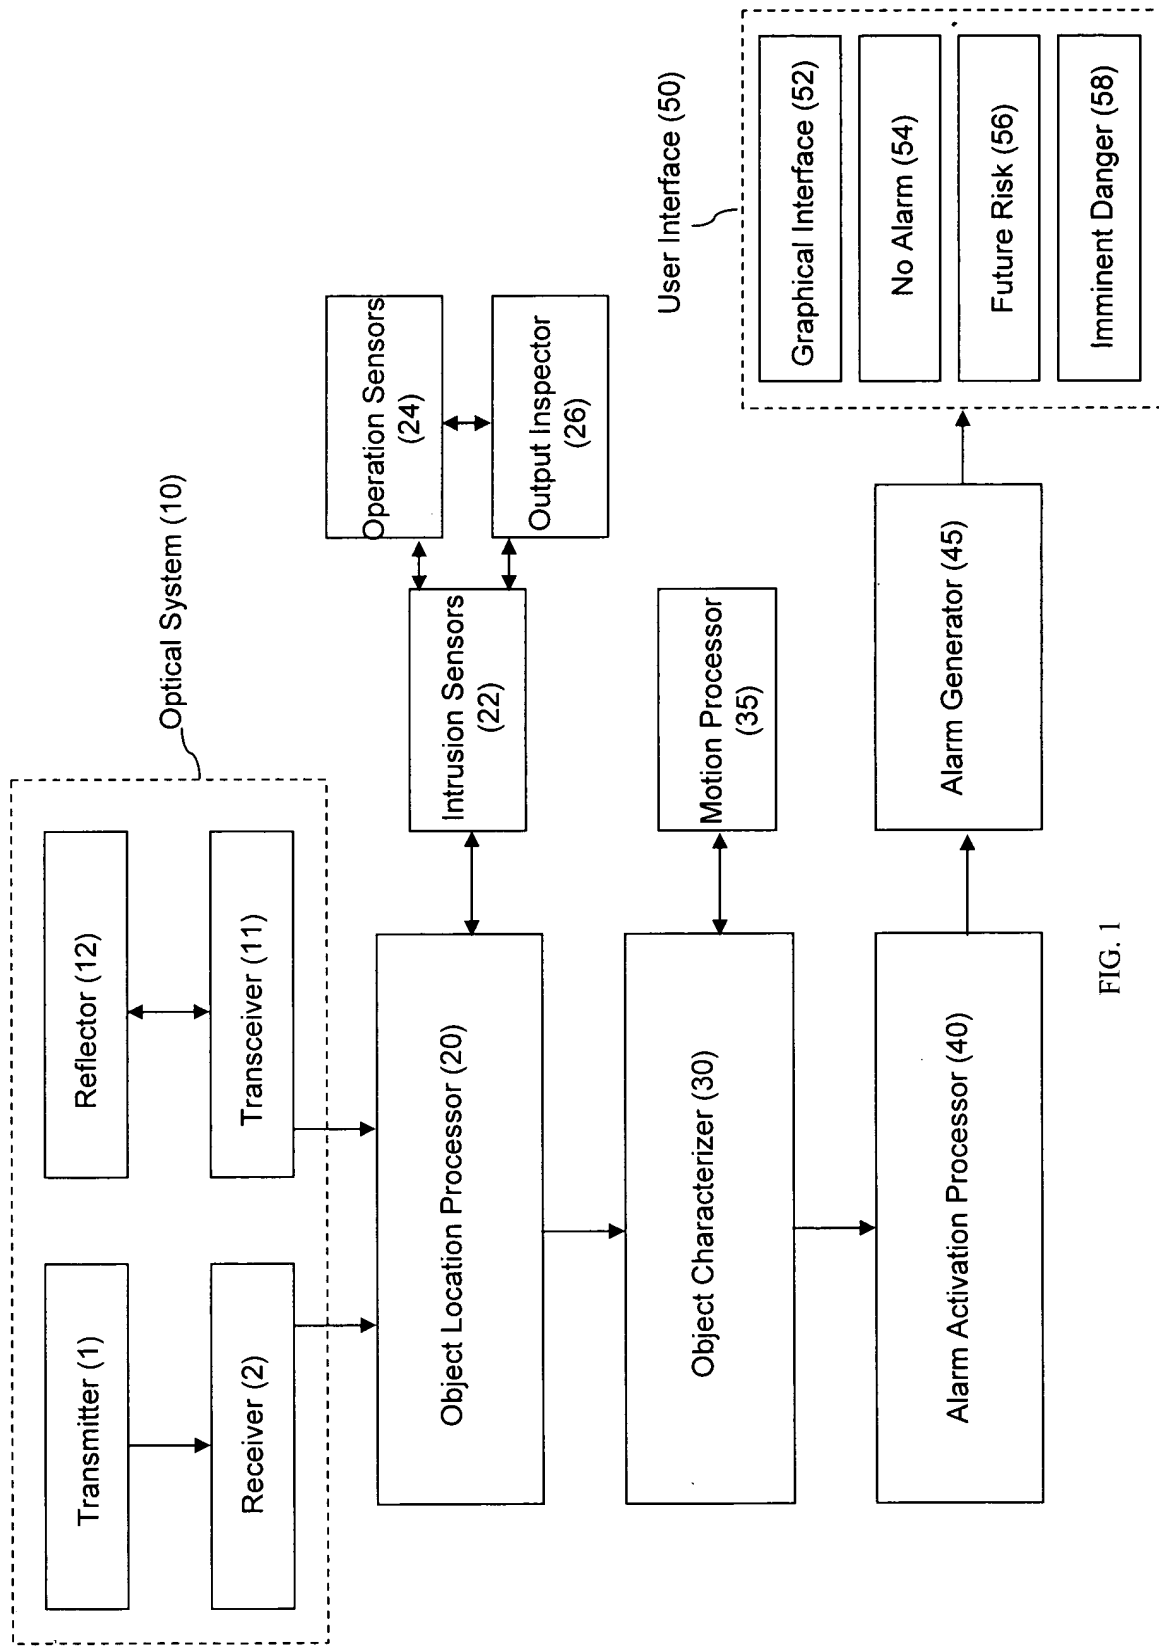 Optical System (10)
Transmitter (1)
Reflector (12)
Receiver (2)
Transceiver (11)
Operation Sensors
(24)
Object Location Processor (20)
Intrusion Sensors
(22)
Output Inspector
(26)
Object Characterizer (30)
Motion Processor
(35)
User Interface (50)
Graphical Interface (52)
No Alarm (54)
Future Risk (56)
Imminent Danger (58)
Alarm Activation Processor (40)
Alarm Generator (45)
FIG. 1